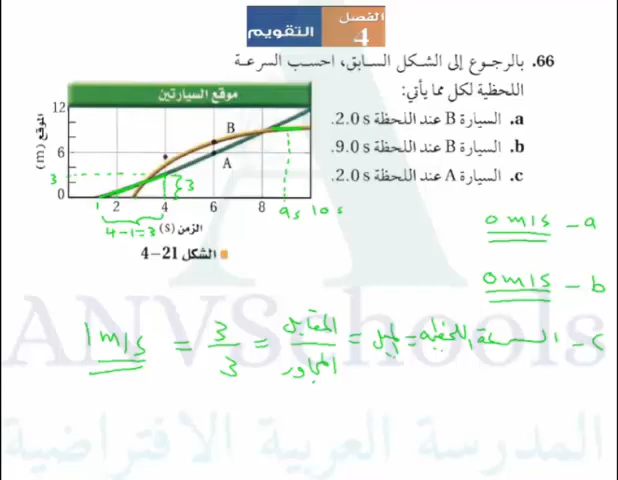 الفصل
4
التقويم
66. بالرجوع إلى الشكل السابق، احسب السرعة
اللحظية لكل مما يأتي:
a. السيارة B عند اللحظة 2.0 s.
b. السيارة B عند اللحظة 9.0 s.
c. السيارة A عند اللحظة 2.0 s.
موقع السيارتين
الموقع (m)
12
6
3
0
B
A
3
1 2 4 6 8 9s 10s
4-1=3
الزمن (s)
الشكل 21-4
a - 0 m/s
b - 0 m/s
c - السرعة اللحظية = الميل = المقابل / المجاور = 3/3 = 1 m/s
ANVSchools
المدرسة العربية الافتراضية